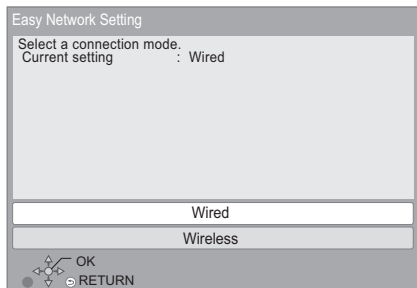 Easy Network Setting
Select a connection mode.
Current setting : Wired
Wired
Wireless
OK
RETURN